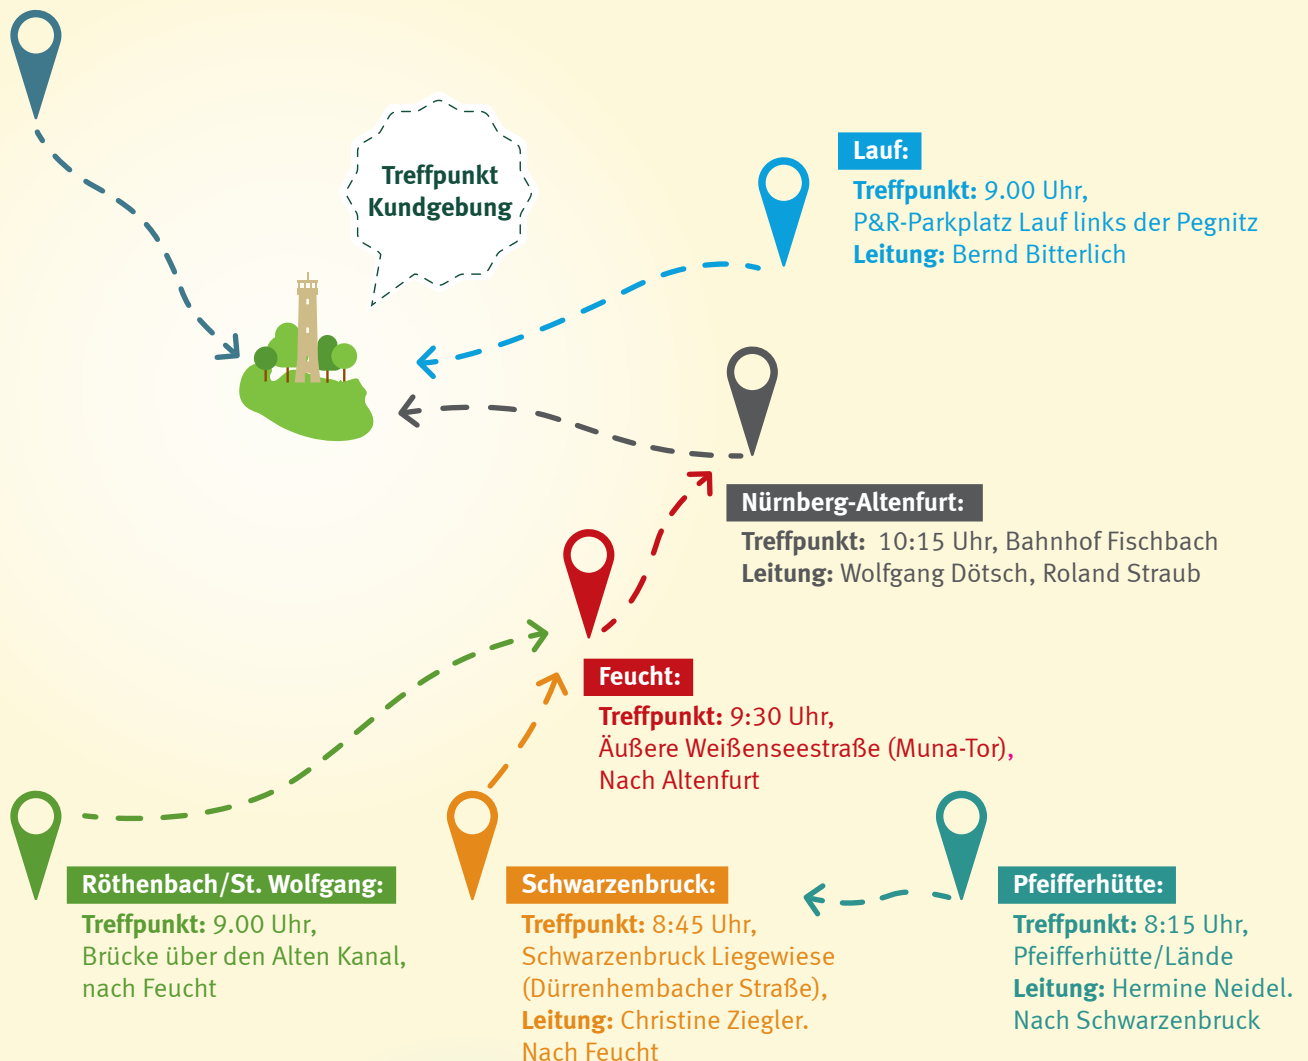 Treffpunkt
Kundgebung
Lauf:
Treffpunkt: 9.00 Uhr,
P&R-Parkplatz Lauf links der Pegnitz
Leitung: Bernd Bitterlich
Nürnberg-Altenfurt:
Treffpunkt: 10:15 Uhr, Bahnhof Fischbach
Leitung: Wolfgang Dötsch, Roland Straub
Feucht:
Treffpunkt: 9:30 Uhr,
Äußere Weißenseestraße (Muna-Tor),
Nach Altenfurt
Röthenbach/St. Wolfgang:
Treffpunkt: 9.00 Uhr,
Brücke über den Alten Kanal,
nach Feucht
Schwarzenbruck:
Treffpunkt: 8:45 Uhr,
Schwarzenbruck Liegewiese
(Dürrenhembacher Straße),
Leitung: Christine Ziegler.
Nach Feucht
Pfeifferhütte:
Treffpunkt: 8:15 Uhr,
Pfeifferhütte/Lände
Leitung: Hermine Neidel.
Nach Schwarzenbruck